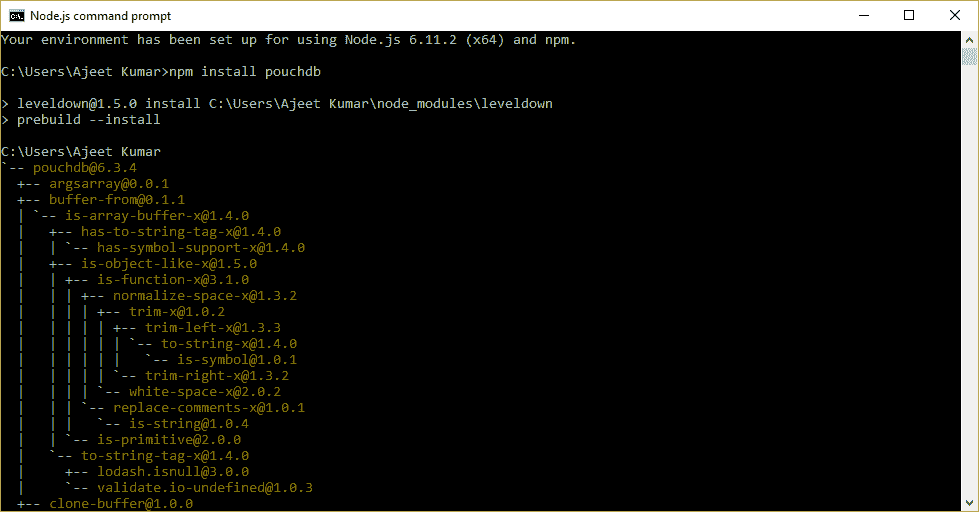 Node.js command prompt
Your environment has been set up for using Node.js 6.11.2 (x64) and npm.
C:\Users\Ajeet Kumar>npm install pouchdb
> leveldown@1.5.0 install C:\Users\Ajeet Kumar\node_modules\leveldown
> prebuild --install
C:\Users\Ajeet Kumar
`-- pouchdb@6.3.4
  +-- argsarray@0.0.1
  +-- buffer-from@0.1.1
  | `-- is-array-buffer-x@1.4.0
  |   +-- has-to-string-tag-x@1.4.0
  |   | `-- has-symbol-support-x@1.4.0
  |   +-- is-object-like-x@1.5.0
  |   | +-- is-function-x@3.1.0
  |   | | +-- normalize-space-x@1.3.2
  |   | | | +-- trim-x@1.0.2
  |   | | | | +-- trim-left-x@1.3.3
  |   | | | | | `-- to-string-x@1.4.0
  |   | | | | |   `-- is-symbol@1.0.1
  |   | | | | `-- trim-right-x@1.3.2
  |   | | | `-- white-space-x@2.0.2
  |   | | `-- replace-comments-x@1.0.1
  |   | |   `-- is-string@1.0.4
  |   | `-- is-primitive@2.0.0
  |   `-- to-string-tag-x@1.4.0
  |     +-- lodash.isnull@3.0.0
  |     `-- validate.io-undefined@1.0.3
  +-- clone-buffer@1.0.0